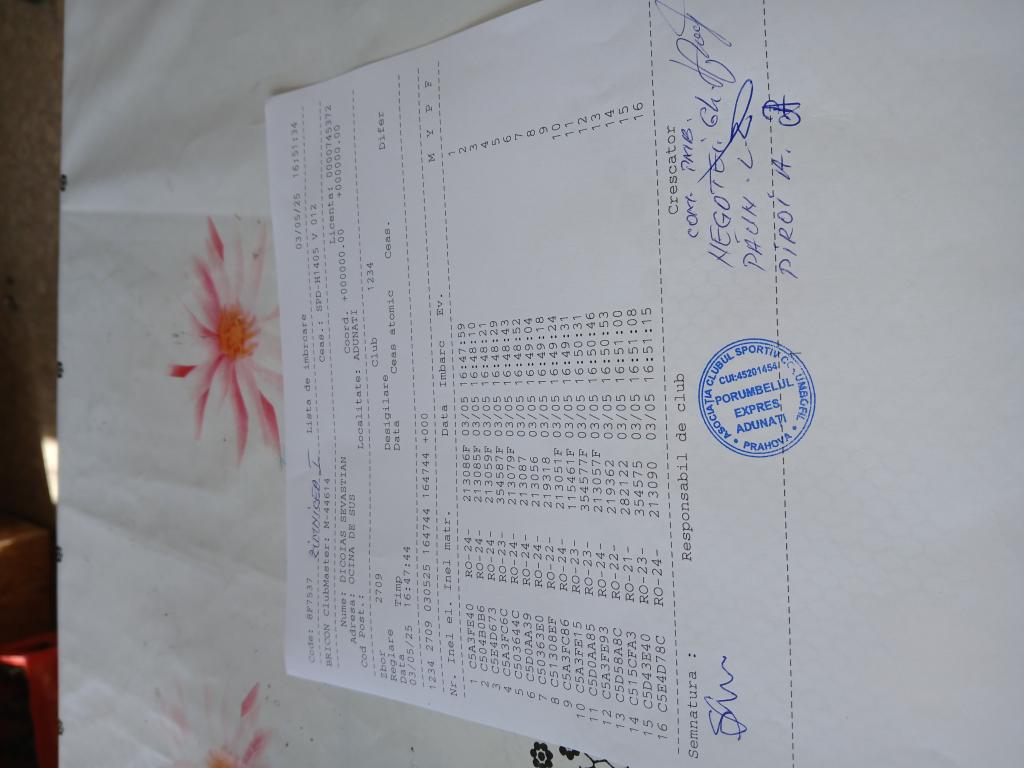 Code: 8F7537 Lista de imbrcare 03/05/25 16:51:34
BRICON ClubMaster: M-44614 Ceas.: SPD-H1405 V 012
Nume: DICOIAS SEVASTIAN Licenta: 0000745372
Adresa: OCINA DE SUS Coord. +000000.00 +000000.00
Cod Post: Localitate: ADUNATI
Zbor 2709 Club 1234
Reglare Desigilare
Data Timp Data Ceas atomic Ceas. Difer
03/05/25 16:47:44
1234 2709 030525 164744 164744 +000 M Y P F
Nr. Inel el. Inel matr. Data Imbarc Ev.
1 C5A3FE40 RO-24- 213086F 03/05 16:47:59 1
2 C504B0B6 RO-24- 213085F 03/05 16:48:10 2
3 C5E4D673 RO-24- 213059F 03/05 16:48:21 3
4 C5A3FC6C RO-23- 354587F 03/05 16:48:29 4
5 C503644C RO-24- 213079F 03/05 16:48:43 5
6 C5D0AA39 RO-24- 213087 03/05 16:48:52 6
7 C50363E0 RO-24- 213056 03/05 16:49:04 7
8 C5130BEF RO-22- 279318 03/05 16:49:18 8
9 C5A3FC86 RO-24- 213051F 03/05 16:49:24 9
10 C5A3FE15 RO-23- 115461F 03/05 16:49:31 10
11 C5D0AA85 RO-23- 354577F 03/05 16:50:31 11
12 C5A3FE93 RO-24- 213057F 03/05 16:50:46 12
13 C5D58A6C RO-22- 219362 03/05 16:50:53 13
14 C515CFA3 RO-21- 282122 03/05 16:51:00 14
15 C5D43E40 RO-23- 354575 03/05 16:51:08 15
16 C5E4D78C RO-24- 213090 03/05 16:51:15 16
Semnatura : Responsabil de club Crescator
PĂUN. L
PIROI A.
ASOCIATIA CLUBUL SPORTIV COLUMBOFIL
CUI:45201454
PORUMBELUL
EXPRES
ADUNATI
PRAHOVA